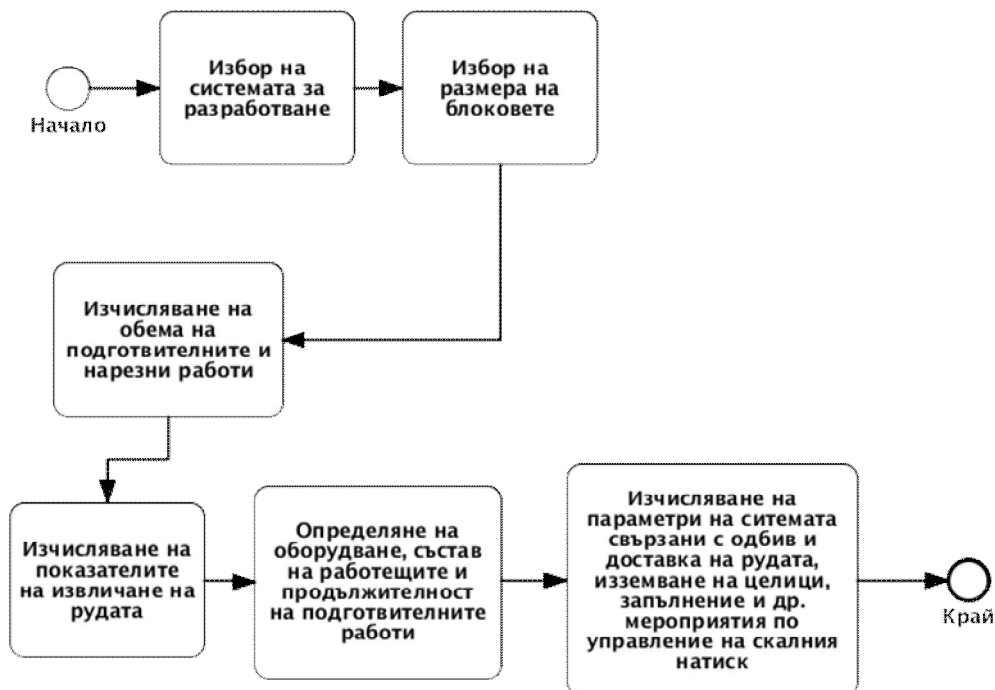 Начало
Избор на
системата за
разработване
Избор на
размера на
блоковете
Изчисляване на
обема на
подготвителните и
нарезни работи
Изчисляване на
показателите
на извличане на
рудата
Определяне на
оборудване, състав
на работещите и
продължителност
на подготвителните
работи
Изчисляване на
параметри на ситемата
свързани с одбив и
доставка на рудата,
изземване на целици,
запълнение и др.
мероприятия по
управление на скалния
натиск
Край